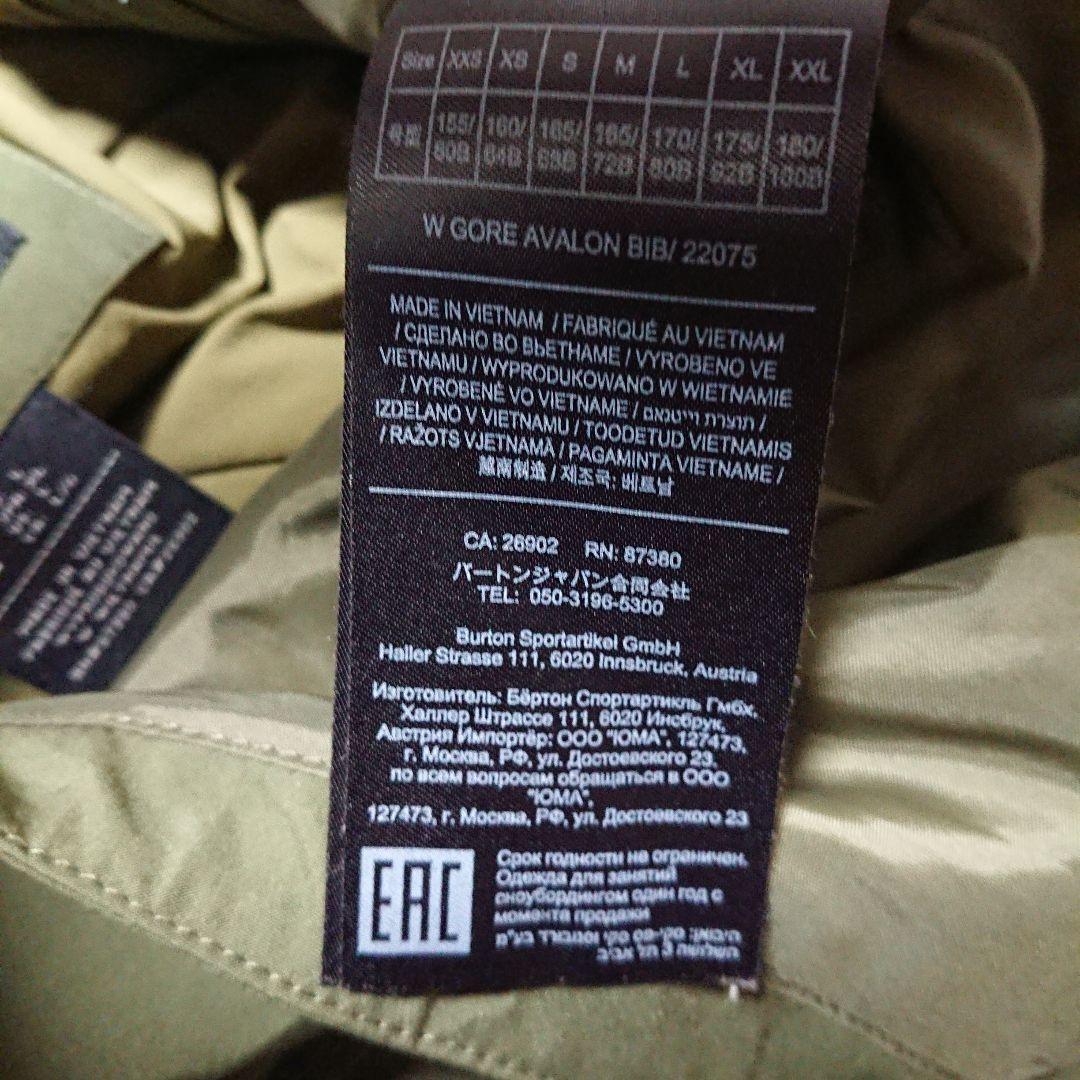 Size XXS XS S M L XL XXL
号型 155/60B 160/64B 165/68B 165/72B 170/80B 175/92B 180/100B
W GORE AVALON BIB/ 22075
MADE IN VIETNAM / FABRIQUÉ AU VIETNAM
/ СДЕЛАНО ВО ВЬЕТНАМЕ / VYROBENO VE
VIETNAMU / WYPRODUKOWANO W WIETNAMIE
/ VYROBENÉ VO VIETNAME / תוצרת וייטנאם /
IZDELANO V VIETNAMU / TOODETUD VIETNAMIS
/ RAŽOTS VJETNAMĀ / PAGAMINTA VIETNAME /
越南制造 / 제조국: 베트남
CA: 26902 RN: 87380
バートンジャパン合同会社
TEL: 050-3196-5300
Burton Sportartikel GmbH
Haller Strasse 111, 6020 Innsbruck, Austria
Изготовитель: Бёртон Спортартикль Гмбх,
Халлер Штрассе 111, 6020 Инсбрук,
Австрия Импортёр: ООО "ЮМА", 127473,
г. Москва, РФ, ул. Достоевского 23,
по всем вопросам обращаться в ООО
"ЮМА",
127473, г. Москва, РФ, ул. Достоевского 23
EAC
Срок годности не ограничен.
Одежда для занятий
сноубордингом один год с
момента продажи